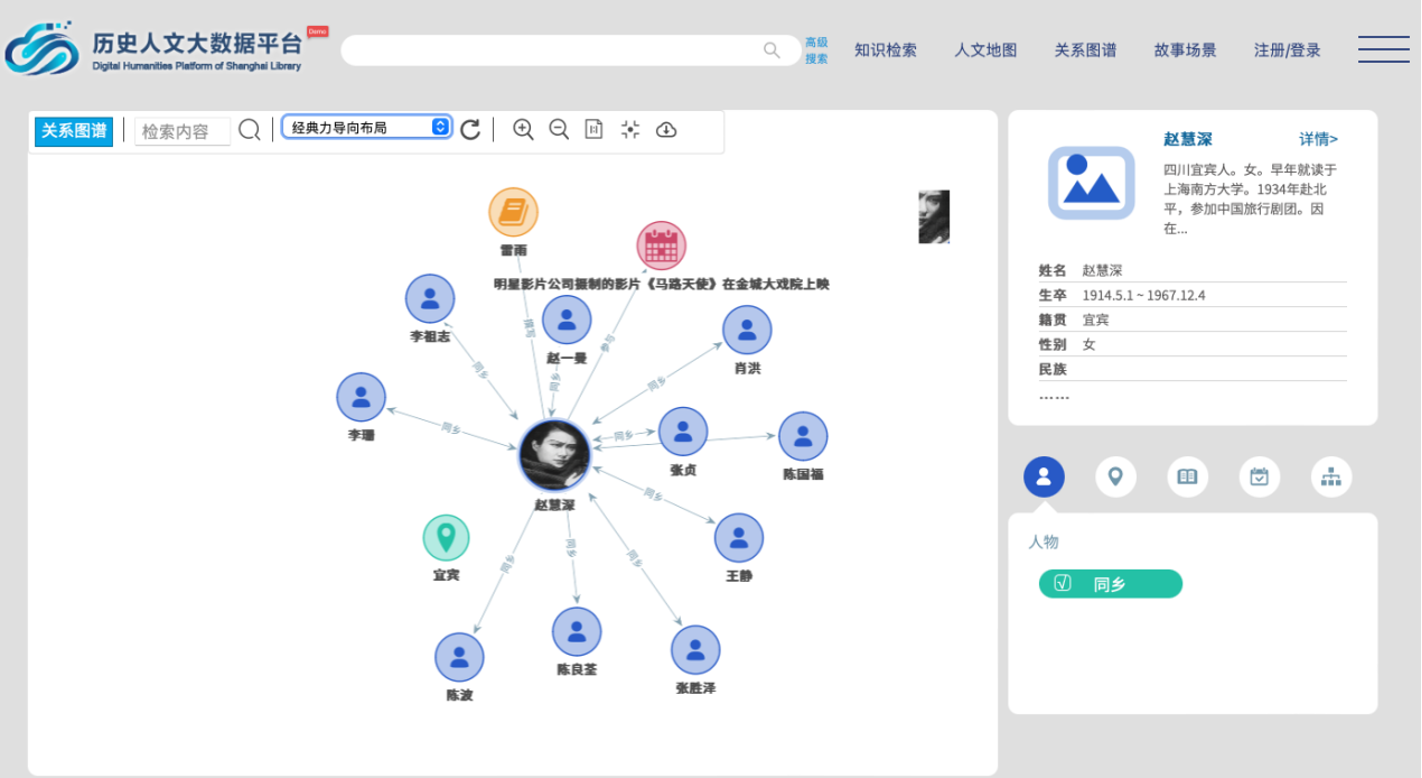 历史人文大数据平台
Demo
Digital Humanities Platform of Shanghai Library
高级
搜索
知识检索
人文地图
关系图谱
故事场景
注册/登录
关系图谱
检索内容
经典力导向布局
雷雨
明星影片公司摄制的影片《马路天使》在金城大戏院上映
李祖志
撰写
赵一曼
参与
肖洪
同乡
同乡
同乡
李珊
同乡
同乡
张贞
陈国福
赵慧深
同乡
宜宾
同乡
同乡
同乡
王静
陈波
陈良荃
张胜泽
赵慧深
详情>
四川宜宾人。女。早年就读于
上海南方大学。1934年赴北
平，参加中国旅行剧团。因
在...
姓名 赵慧深
生卒 1914.5.1 ~ 1967.12.4
籍贯 宜宾
性别 女
民族
……
人物
同乡